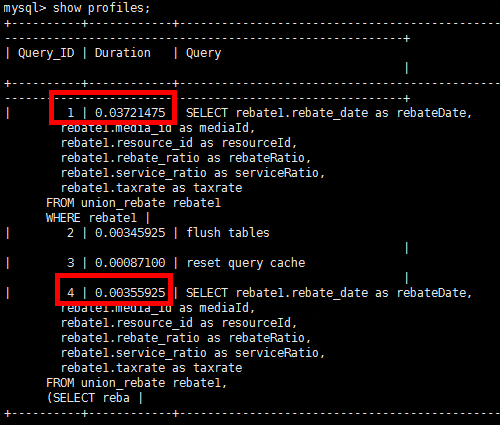 mysql> show profiles;
+----------+------------+-----------------------------------------------
-----------------------------------------------------+
| Query_ID | Duration | Query
|
+----------+------------+-----------------------------------------------
-----------------------------------------------------+
| 1 | 0.03721475 | SELECT rebate1.rebate_date as rebateDate,
rebate1.media_id as mediaId,
rebate1.resource_id as resourceId,
rebate1.rebate_ratio as rebateRatio,
rebate1.service_ratio as serviceRatio,
rebate1.taxrate as taxrate
FROM union_rebate rebate1
WHERE rebate1 |
| 2 | 0.00345925 | flush tables
|
| 3 | 0.00087100 | reset query cache
|
| 4 | 0.00355925 | SELECT rebate1.rebate_date as rebateDate,
rebate1.media_id as mediaId,
rebate1.resource_id as resourceId,
rebate1.rebate_ratio as rebateRatio,
rebate1.service_ratio as serviceRatio,
rebate1.taxrate as taxrate
FROM union_rebate rebate1,
(SELECT reba |
+----------+------------+-----------------------------------------------